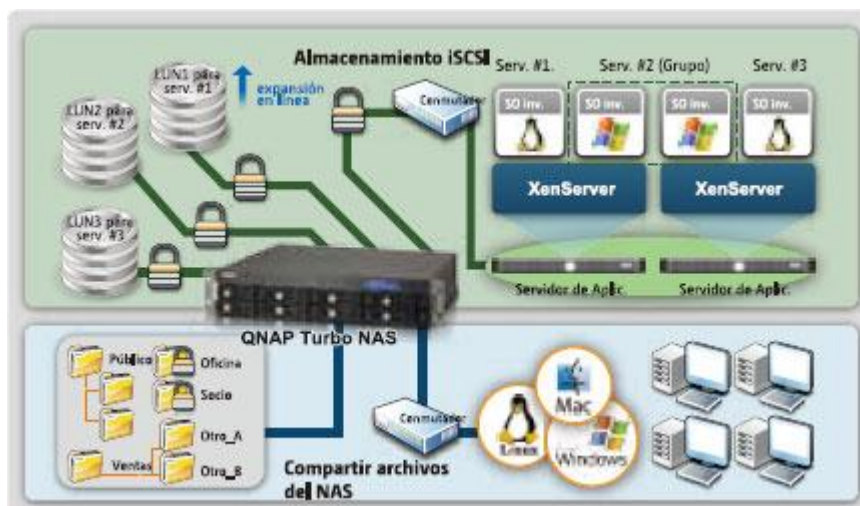 Almacenamiento iSCSI
LUN1 para
serv. #1
expansión
en línea
LUN2 para
serv. #2
LUN3 para
serv. #3
Conmutador
Serv. #1.
Serv. #2 (Grupo)
Serv. #3
SO inv.
SO inv.
SO inv.
SO inv.
XenServer
XenServer
Servidor de Aplic.
Servidor de Aplic.
QNAP Turbo NAS
Público
Oficina
Socio
Otro_A
Ventas
Otro_B
Conmutador
Compartir archivos
del NAS
Linux
Mac
Windows